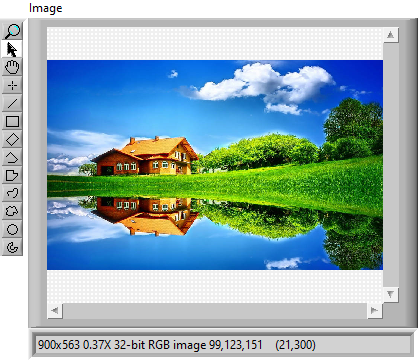 Image
900x563 0.37X 32-bit RGB image 99,123,151 (21,300)